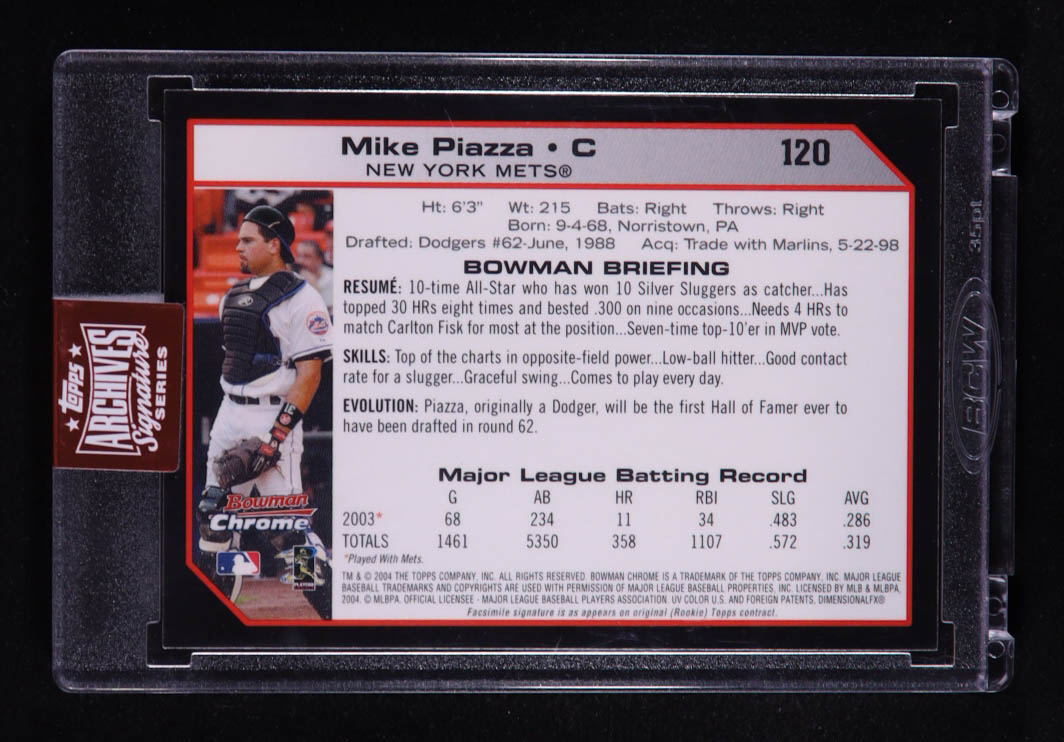 Mike Piazza • C
120
NEW YORK METS®
Ht: 6'3" Wt: 215 Bats: Right Throws: Right
Born: 9-4-68, Norristown, PA
Drafted: Dodgers #62-June, 1988 Acq: Trade with Marlins, 5-22-98
BOWMAN BRIEFING
RESUMÉ: 10-time All-Star who has won 10 Silver Sluggers as catcher...Has
topped 30 HRs eight times and bested .300 on nine occasions...Needs 4 HRs to
match Carlton Fisk for most at the position...Seven-time top-10'er in MVP vote.
SKILLS: Top of the charts in opposite-field power...Low-ball hitter...Good contact
rate for a slugger...Graceful swing...Comes to play every day.
EVOLUTION: Piazza, originally a Dodger, will be the first Hall of Famer ever to
have been drafted in round 62.
Major League Batting Record
G AB HR RBI SLG AVG
2003* 68 234 11 34 .483 .286
TOTALS 1461 5350 358 1107 .572 .319
*Played With Mets.
TM & © 2004 THE TOPPS COMPANY, INC. ALL RIGHTS RESERVED. BOWMAN CHROME IS A TRADEMARK OF THE TOPPS COMPANY, INC. MAJOR LEAGUE
BASEBALL TRADEMARKS AND COPYRIGHTS ARE USED WITH PERMISSION OF MAJOR LEAGUE BASEBALL PROPERTIES, INC. LICENSED BY MLB & MLBPA,
2004. © MLBPA. OFFICIAL LICENSEE - MAJOR LEAGUE BASEBALL PLAYERS ASSOCIATION. UV COLOR U.S. AND FOREIGN PATENTS, DIMENSIONALFX®
Facsimile signature is as appears on original (Rookie) Topps contract.
Bowman
Chrome
31
Mets
★ Topps ★
ARCHIVES
Signature
SERIES
35pt
BCW